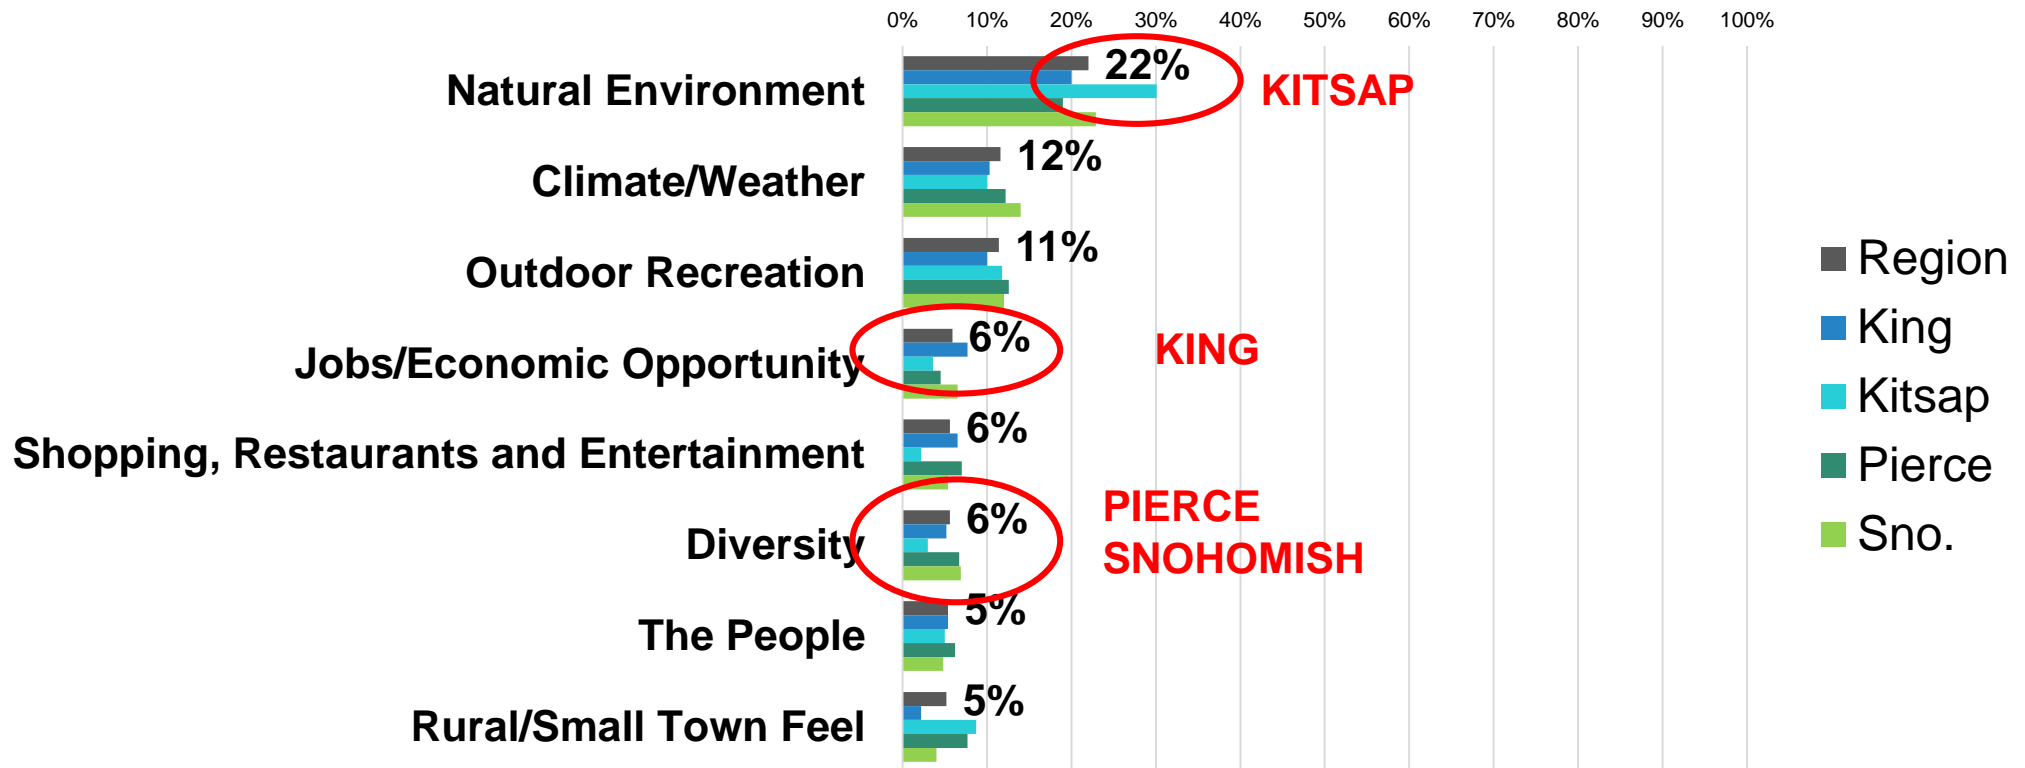 0% 10% 20% 30% 40% 50% 60% 70% 80% 90% 100%
Natural Environment 22% KITSAP
Climate/Weather 12%
Outdoor Recreation 11%
Jobs/Economic Opportunity 6% KING
Shopping, Restaurants and Entertainment 6%
Diversity 6% PIERCE
SNOHOMISH
The People 5%
Rural/Small Town Feel 5%
Region
King
Kitsap
Pierce
Sno.